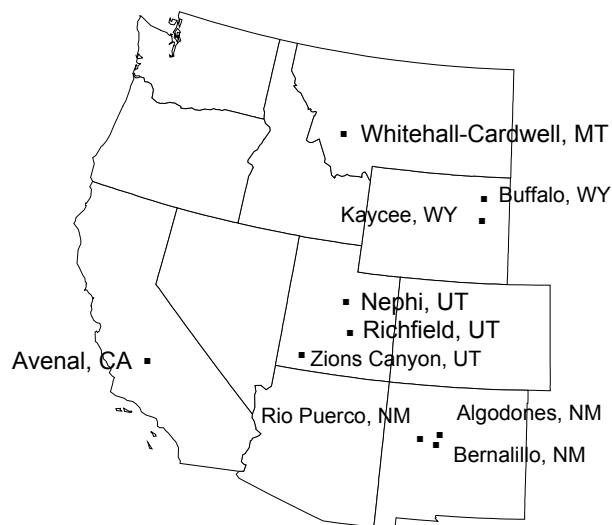 Whitehall-Cardwell, MT
Buffalo, WY
Kaycee, WY
Nephi, UT
Richfield, UT
Avenal, CA
Zions Canyon, UT
Rio Puerco, NM
Algodones, NM
Bernalillo, NM